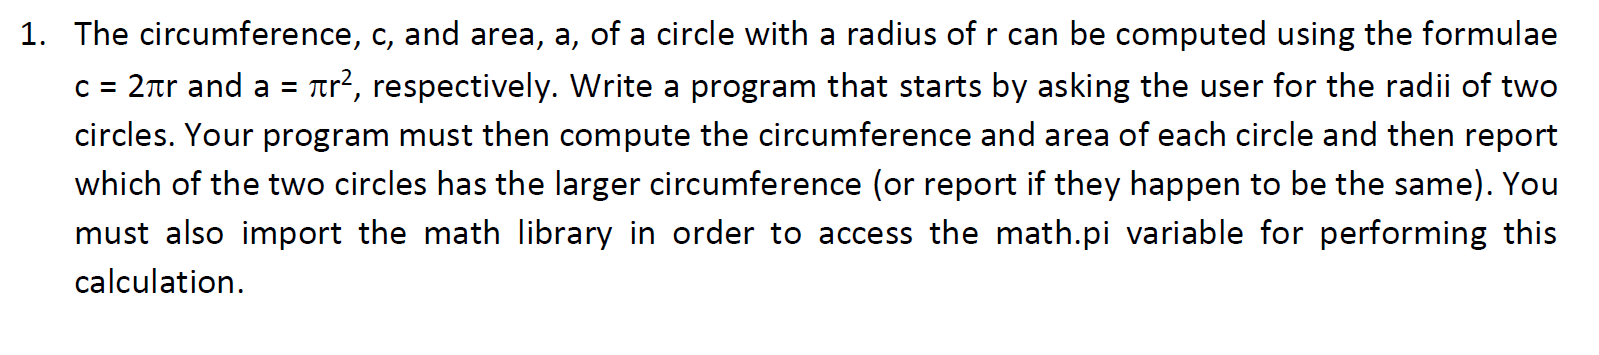 1. The circumference, c, and area, a, of a circle with a radius of r can be computed using the formulae
c = 2πr and a = πr², respectively. Write a program that starts by asking the user for the radii of two
circles. Your program must then compute the circumference and area of each circle and then report
which of the two circles has the larger circumference (or report if they happen to be the same). You
must also import the math library in order to access the math.pi variable for performing this
calculation.